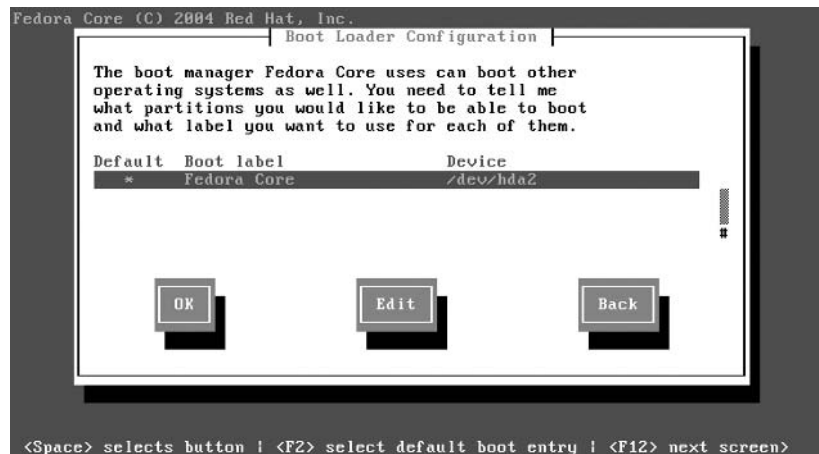 Fedora Core (C) 2004 Red Hat, Inc.
Boot Loader Configuration
The boot manager Fedora Core uses can boot other
operating systems as well. You need to tell me
what partitions you would like to be able to boot
and what label you want to use for each of them.
Default Boot label Device
* Fedora Core /dev/hda2
#
OK Edit Back
<Space> selects button | <F2> select default boot entry | <F12> next screen>